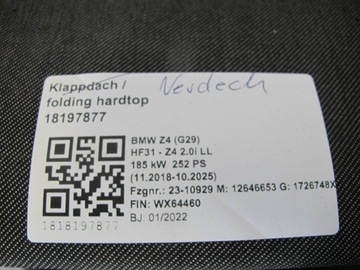 Klappdach /
Verdeck
folding hardtop
18197877
BMW Z4 (G29)
HF31 - Z4 2.0i LL
185 kW 252 PS
(11.2018-10.2025)
Fzgnr.: 23-10929 M: 12646653 G: 1726748X
FIN: WX64460
BJ: 01/2022
1818197877